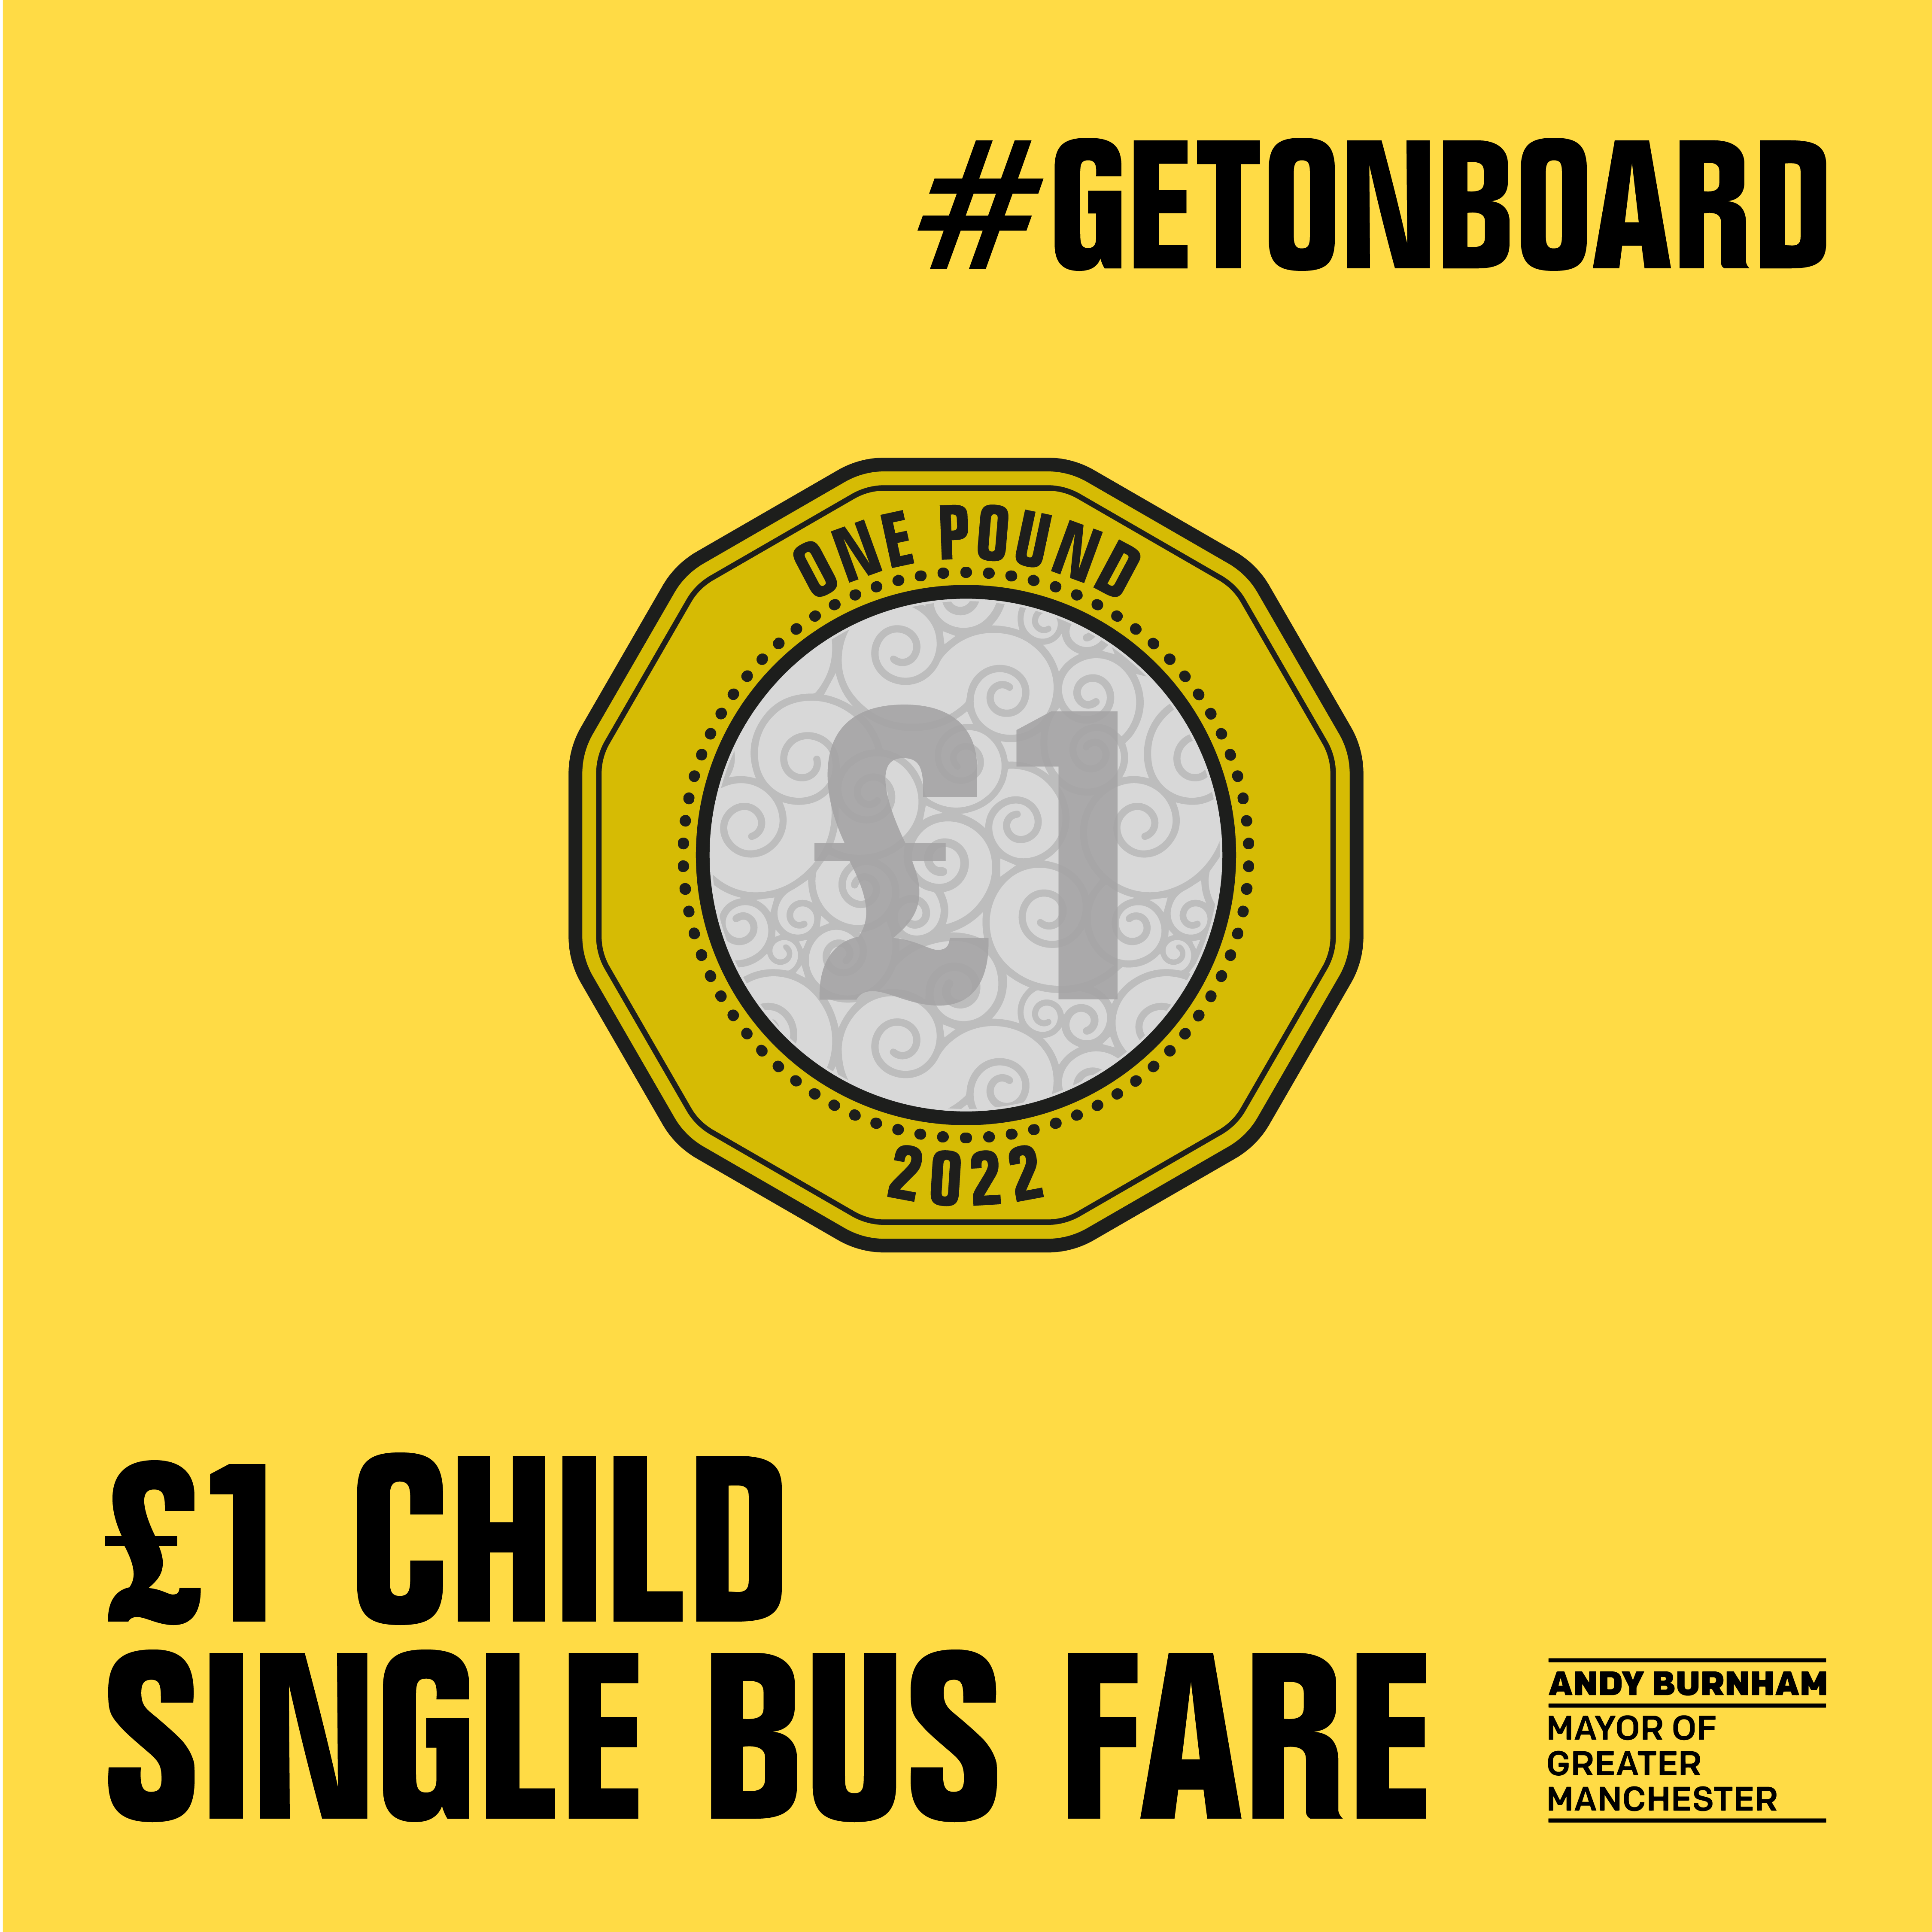 #GETONBOARD
ONE POUND
£1
2022
£1 CHILD
SINGLE BUS FARE
ANDY BURNHAM
MAYOR OF
GREATER
MANCHESTER